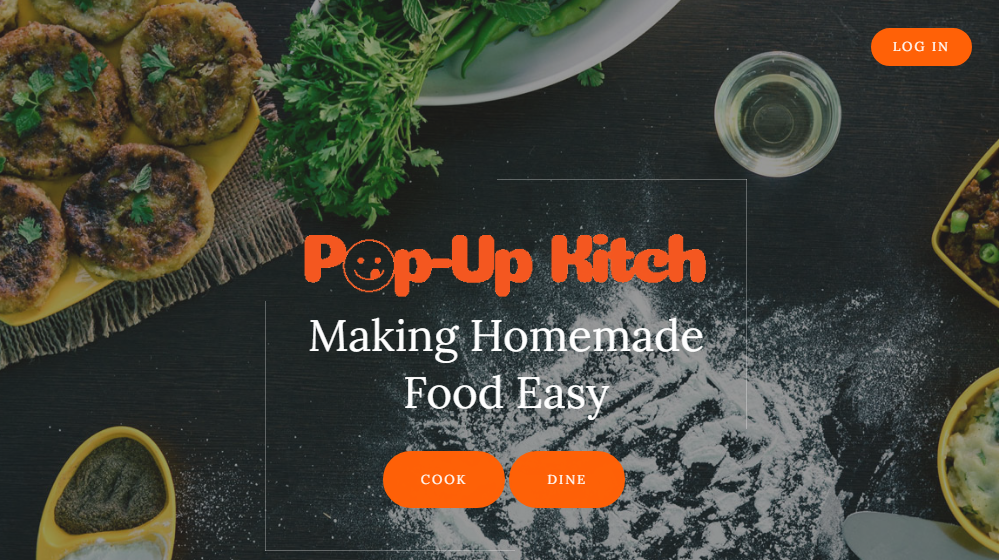 LOG IN
Pop-Up Kitch
Making Homemade
Food Easy
COOK DINE